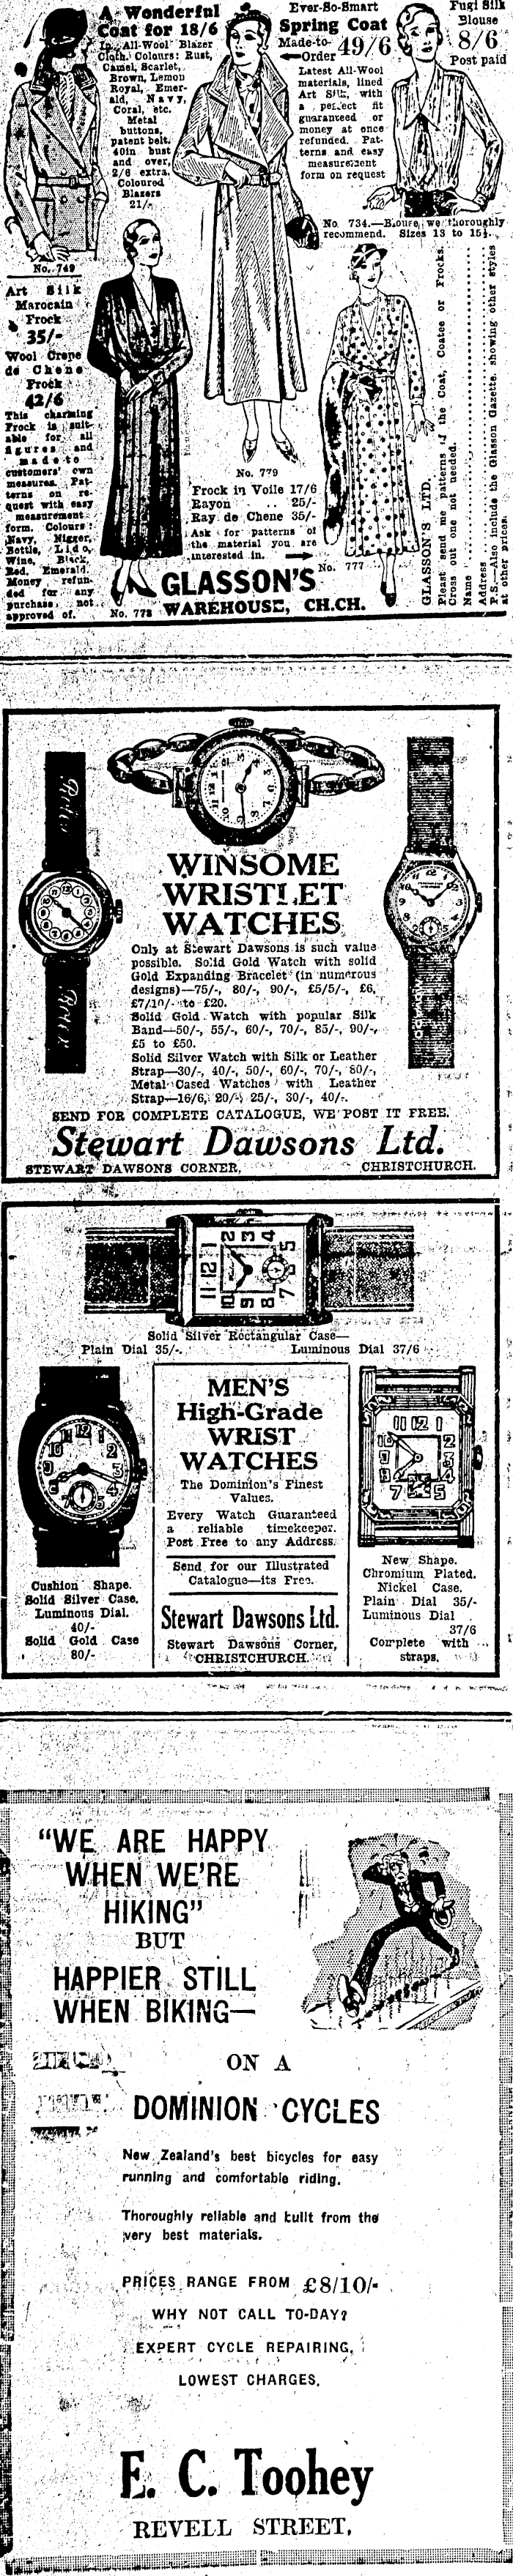 A Wonderful
Coat for 18/6
In All-Wool Blazer
Cloth. Colours: Rust,
Camel, Scarlet,
Brown, Lemon
Royal, Emer-
ald, Navy,
Coral, etc.
Metal
buttons,
patent belt.
40in bust
and over,
2/6 extra.
Coloured
Blazers
21/-
No. 749
Ever-So-Smart
Spring Coat
Made-to-
Order 49/6
Latest All-Wool
materials, lined
Art Silk, with
a perfect fit
guaranteed or
money at once
refunded. Pat-
terns and easy
measurement
form on request
Fugi Silk
Blouse
8/6
Post paid
No 734.—Blouse we thoroughly
recommend. Sizes 13 to 15½.
Art Silk
Marocain
Frock
35/-
Wool Crepe
de Chene
Frock
42/6
This charming
Frock is suit-
able for all
figures and
made to
customers' own
measures. Pat-
terns on re-
quest with easy
measurement
form. Colours:
Navy, Nigger,
Bottle, Lido,
Wine, Black,
Red, Emerald.
Money refun-
ded for any
purchase not
approved of.
No. 778
No. 779
Frock in Voile 17/6
Rayon .. 25/-
Ray de Chene 35/-
Ask for patterns of
the material you are
interested in.
No. 777
GLASSON'S
WAREHOUSE, CH.CH.
GLASSON'S LTD.
Please send me patterns of the Coat, Coatee or Frocks.
Cross out one not needed.
Name
Address
P.S.—Also include the Glasson Gazette showing other styles
at other prices.
Rolex
Rolex
WINSOME
WRISTLET
WATCHES
Only at Stewart Dawsons is such value
possible. Solid Gold Watch with solid
Gold Expanding Bracelet (in numerous
designs)—75/-, 80/-, 90/-, £5/5/-, £6,
£7/10/- to £20.
Solid Gold Watch with popular Silk
Band—50/-, 55/-, 60/-, 70/-, 85/-, 90/-,
£5 to £50.
Solid Silver Watch with Silk or Leather
Strap—30/-, 40/-, 50/-, 60/-, 70/-, 80/-,
Metal Cased Watches with Leather
Strap—16/6, 20/-, 25/-, 30/-, 40/-.
SEND FOR COMPLETE CATALOGUE, WE POST IT FREE.
Stewart Dawsons Ltd.
STEWART DAWSONS CORNER, CHRISTCHURCH.
Solid Silver Rectangular Case—
Plain Dial 35/-. Luminous Dial 37/6
MEN'S
High-Grade
WRIST
WATCHES
The Dominion's Finest
Values.
Every Watch Guaranteed
a reliable timekeeper.
Post Free to any Address.
Send for our Illustrated
Catalogue—its Free.
Stewart Dawsons Ltd.
Stewart Dawsons Corner,
CHRISTCHURCH.
Cushion Shape.
Solid Silver Case.
Luminous Dial.
40/-
Solid Gold Case
80/-
New Shape.
Chromium Plated.
Nickel Case.
Plain Dial 35/-
Luminous Dial
37/6
Complete with
straps.
"WE ARE HAPPY
WHEN WE'RE
HIKING"
BUT
HAPPIER STILL
WHEN BIKING—
ON A
DOMINION CYCLES
New Zealand's best bicycles for easy
running and comfortable riding.
Thoroughly reliable and built from the
very best materials.
PRICES RANGE FROM £8/10/-
WHY NOT CALL TO-DAY?
EXPERT CYCLE REPAIRING,
LOWEST CHARGES.
E. C. Toohey
REVELL STREET,